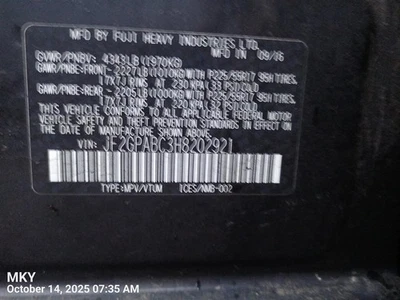 MFD BY FUJI HEAVY INDUSTRIES LTD.
MADE IN 09/16
GVWR/PNBV: 4343LB(1970KG)
GAWR/PNBE:FRONT- 2227LB(1010KG)WITH P225/55R17 95H TIRES,
17X7J RIMS AT 230 KPA(33 PSI)COLD
GAWR/PNBE:REAR - 2205LB(1000KG)WITH P225/55R17 95H TIRES,
17X7J RIMS AT 220 KPA(32 PSI)COLD
THIS VEHICLE CONFORMS TO ALL APPLICABLE FEDERAL MOTOR
VEHICLE SAFETY AND THEFT PREVENTION STANDARDS IN EFFECT
ON THE DATE OF MANUFACTURE SHOWN ABOVE.
VIN: JF2GPABC3H8202921
TYPE:MPV/VTUM ICES/NMB-002
MKY
October 14, 2025 07:35 AM